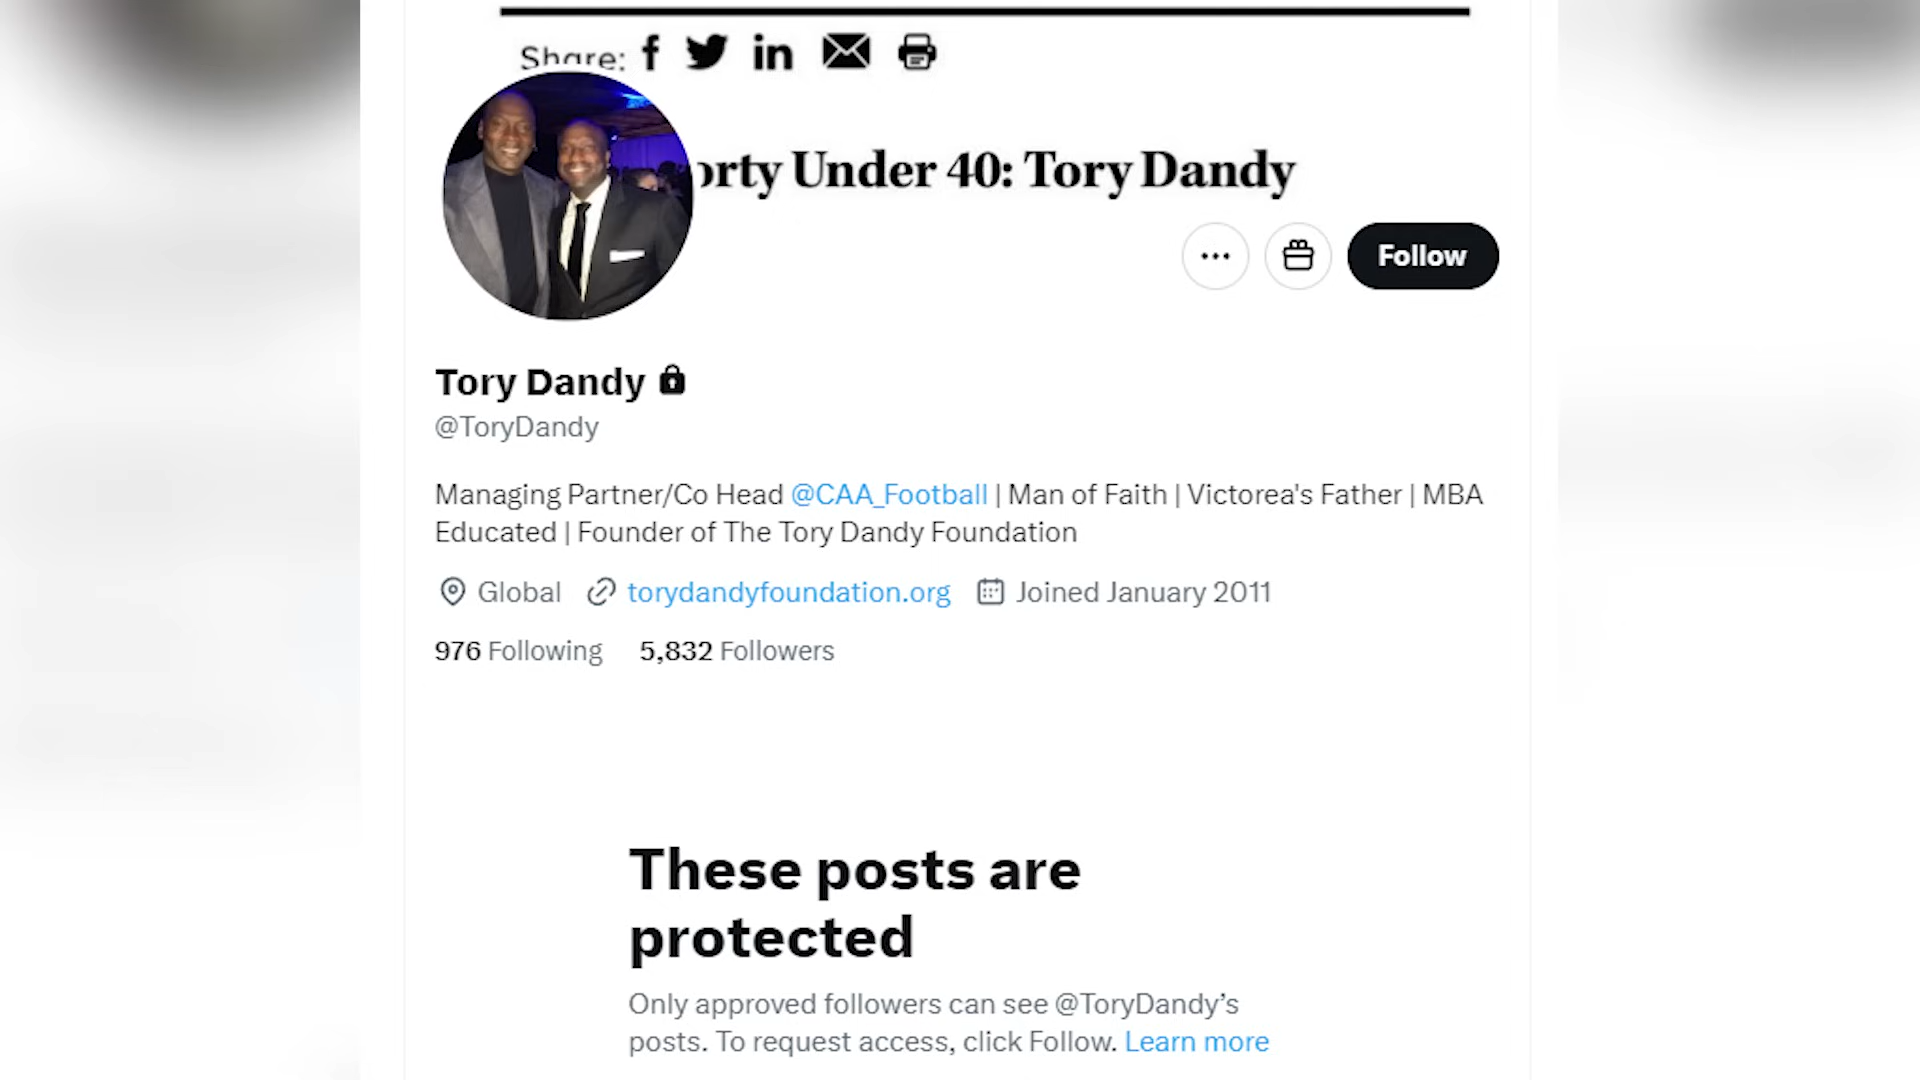 Share:
orty Under 40: Tory Dandy
Follow
Tory Dandy
@ToryDandy
Managing Partner/Co Head @CAA_Football | Man of Faith | Victorea's Father | MBA
Educated | Founder of The Tory Dandy Foundation
Global torydandyfoundation.org Joined January 2011
976 Following 5,832 Followers
These posts are
protected
Only approved followers can see @ToryDandy’s
posts. To request access, click Follow. Learn more